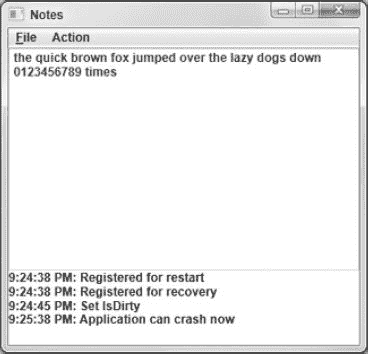 Notes
File Action
the quick brown fox jumped over the lazy dogs down
0123456789 times
9:24:38 PM: Registered for restart
9:24:38 PM: Registered for recovery
9:24:45 PM: Set IsDirty
9:25:38 PM: Application can crash now